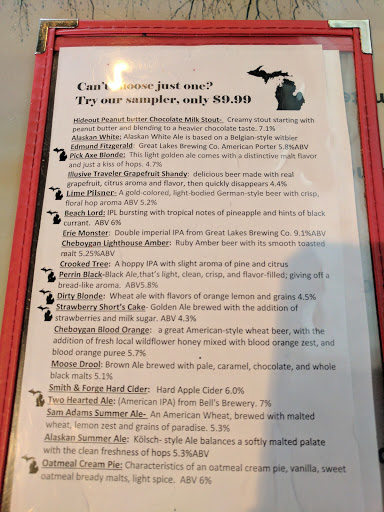 Can't choose just one?
Try our sampler, only $9.99
Hideout Peanut butter Chocolate Milk Stout- Creamy stout starting with
peanut butter and blending to a heavier chocolate taste. 7.1%
Alaskan White: Alaskan White Ale is based on a Belgian-style witbier
Edmund Fitzgerald: Great Lakes Brewing Co. American Porter 5.8%ABV
Pick Axe Blonde: This light golden ale comes with a distinctive malt flavor
and just a kiss of hops. 4.7%
Illusive Traveler Grapefruit Shandy: delicious beer made with real
grapefruit, citrus aroma and flavor, then quickly disappears 4.4%
Lime Pilsner: A gold-colored, light-bodied German-style beer with crisp,
floral hop aroma ABV 5.2%
Beach Lord: IPL bursting with tropical notes of pineapple and hints of black
currant. ABV 6%
Erie Monster: Double imperial IPA from Great Lakes Brewing Co. 9.1%ABV
Cheboygan Lighthouse Amber: Ruby Amber beer with its smooth toasted
malt 5.25%ABV
Crooked Tree: A hoppy IPA with slight aroma of pine and citrus
Perrin Black-Black Ale,that's light, clean, crisp, and flavor-filled; giving off a
bread-like aroma. ABV5.8%
Dirty Blonde: Wheat ale with flavors of orange lemon and grains 4.5%
Strawberry Short's Cake- Golden Ale brewed with the addition of
strawberries and milk sugar. ABV 4.3%
Cheboygan Blood Orange: a great American-style wheat beer, with the
addition of fresh local wildflower honey mixed with blood orange zest, and
blood orange puree 5.7%
Moose Drool: Brown Ale brewed with pale, caramel, chocolate, and whole
black malts 5.1%
Smith & Forge Hard Cider: Hard Apple Cider 6.0%
Two Hearted Ale: (American IPA) from Bell's Brewery. 7%
Sam Adams Summer Ale- An American Wheat, brewed with malted
wheat, lemon zest and grains of paradise. 5.3%
Alaskan Summer Ale: Kölsch- style Ale balances a softly malted palate
with the clean freshness of hops 5.3%ABV
Oatmeal Cream Pie: Characteristics of an oatmeal cream pie, vanilla, sweet
oatmeal bready malts, light spice. ABV 6%